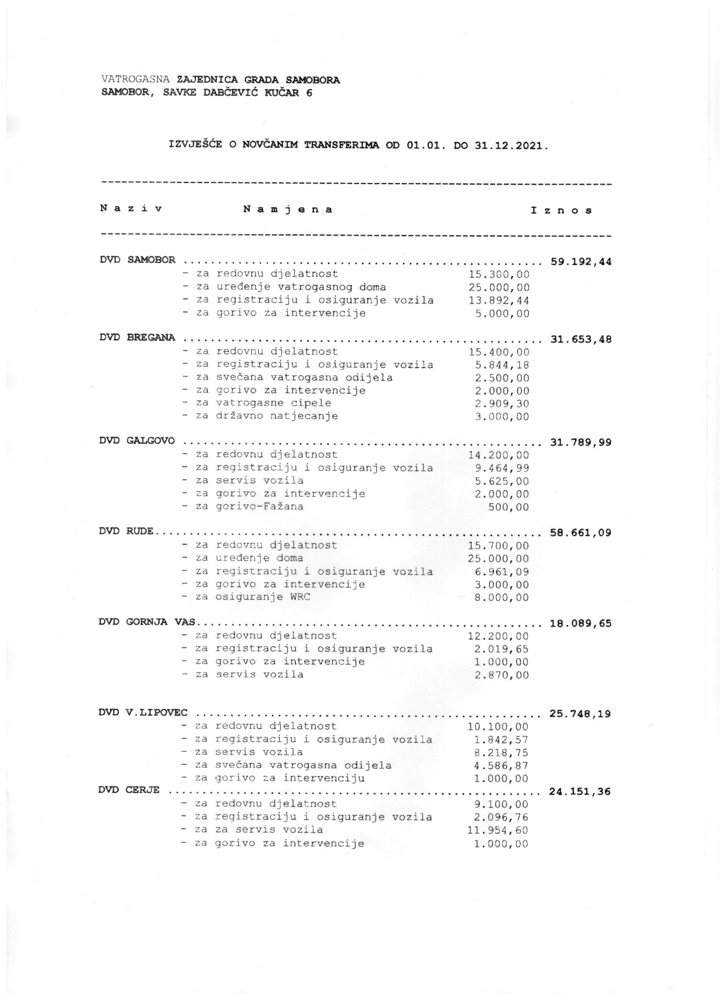 VATROGASNA ZAJEDNICA GRADA SAMOBORA
SAMOBOR, SAVKE DABČEVIĆ KUČAR 6
IZVJEŠĆE O NOVČANIM TRANSFERIMA OD 01.01. DO 31.12.2021.
--------------------------------------------------------------------------
N a z i v N a m j e n a I z n o s
--------------------------------------------------------------------------
DVD SAMOBOR ..................................................... 59.192,44
- za redovnu djelatnost 15.300,00
- za uređenje vatrogasnog doma 25.000,00
- za registraciju i osiguranje vozila 13.892,44
- za gorivo za intervencije 5.000,00
DVD BREGANA ..................................................... 31.653,48
- za redovnu djelatnost 15.400,00
- za registraciju i osiguranje vozila 5.844,18
- za svečana vatrogasna odijela 2.500,00
- za gorivo za intervencije 2.000,00
- za vatrogasne cipele 2.909,30
- za državno natjecanje 3.000,00
DVD GALGOVO ..................................................... 31.789,99
- za redovnu djelatnost 14.200,00
- za registraciju i osiguranje vozila 9.464,99
- za servis vozila 5.625,00
- za gorivo za intervencije 2.000,00
- za gorivo-Fažana 500,00
DVD RUDE......................................................... 58.661,09
- za redovnu djelatnost 15.700,00
- za uređenje doma 25.000,00
- za registraciju i osiguranje vozila 6.961,09
- za gorivo za intervencije 3.000,00
- za osiguranje WRC 8.000,00
DVD GORNJA VAS................................................... 18.089,65
- za redovnu djelatnost 12.200,00
- za registraciju i osiguranje vozila 2.019,65
- za gorivo za intervencije 1.000,00
- za servis vozila 2.870,00
DVD V.LIPOVEC ................................................... 25.748,19
- za redovnu djelatnost 10.100,00
- za registraciju i osiguranje vozila 1.842,57
- za servis vozila 8.218,75
- za svečana vatrogasna odijela 4.586,87
- za gorivo za intervenciju 1.000,00
DVD CERJE ....................................................... 24.151,36
- za redovnu djelatnost 9.100,00
- za registraciju i osiguranje vozila 2.096,76
- za za servis vozila 11.954,60
- za gorivo za intervencije 1.000,00